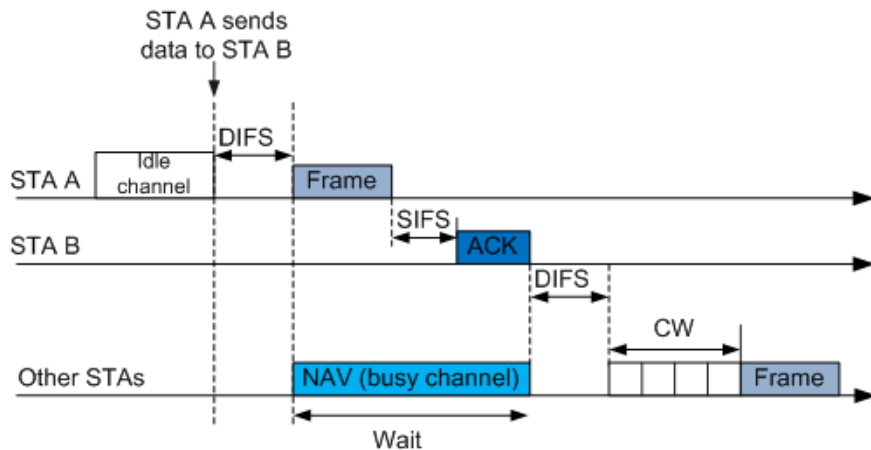 STA A sends
data to STA B
DIFS
Idle
channel
STA A
Frame
SIFS
STA B
ACK
DIFS
CW
Other STAs
NAV (busy channel)
Frame
Wait